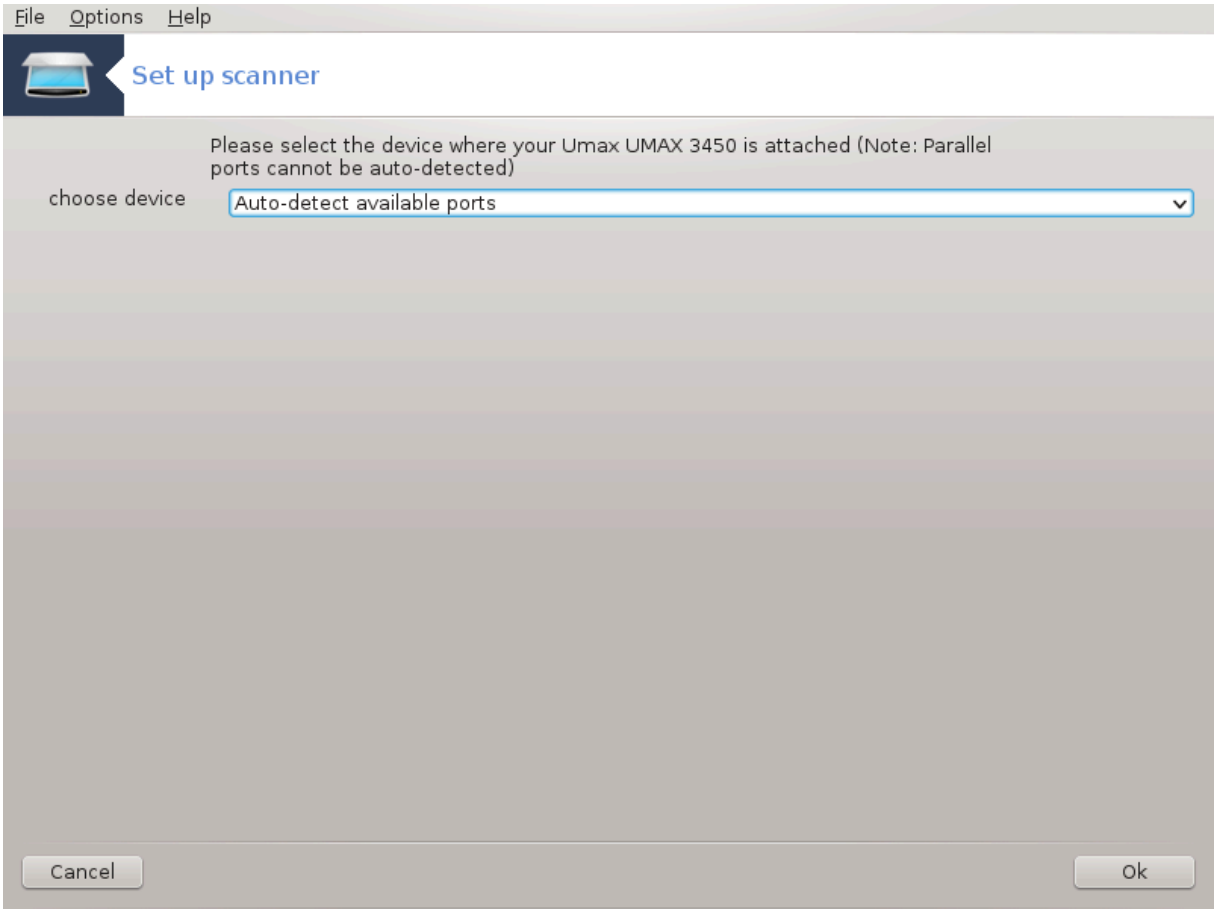 File Options Help
Set up scanner
Please select the device where your Umax UMAX 3450 is attached (Note: Parallel
ports cannot be auto-detected)
choose device Auto-detect available ports
Cancel Ok